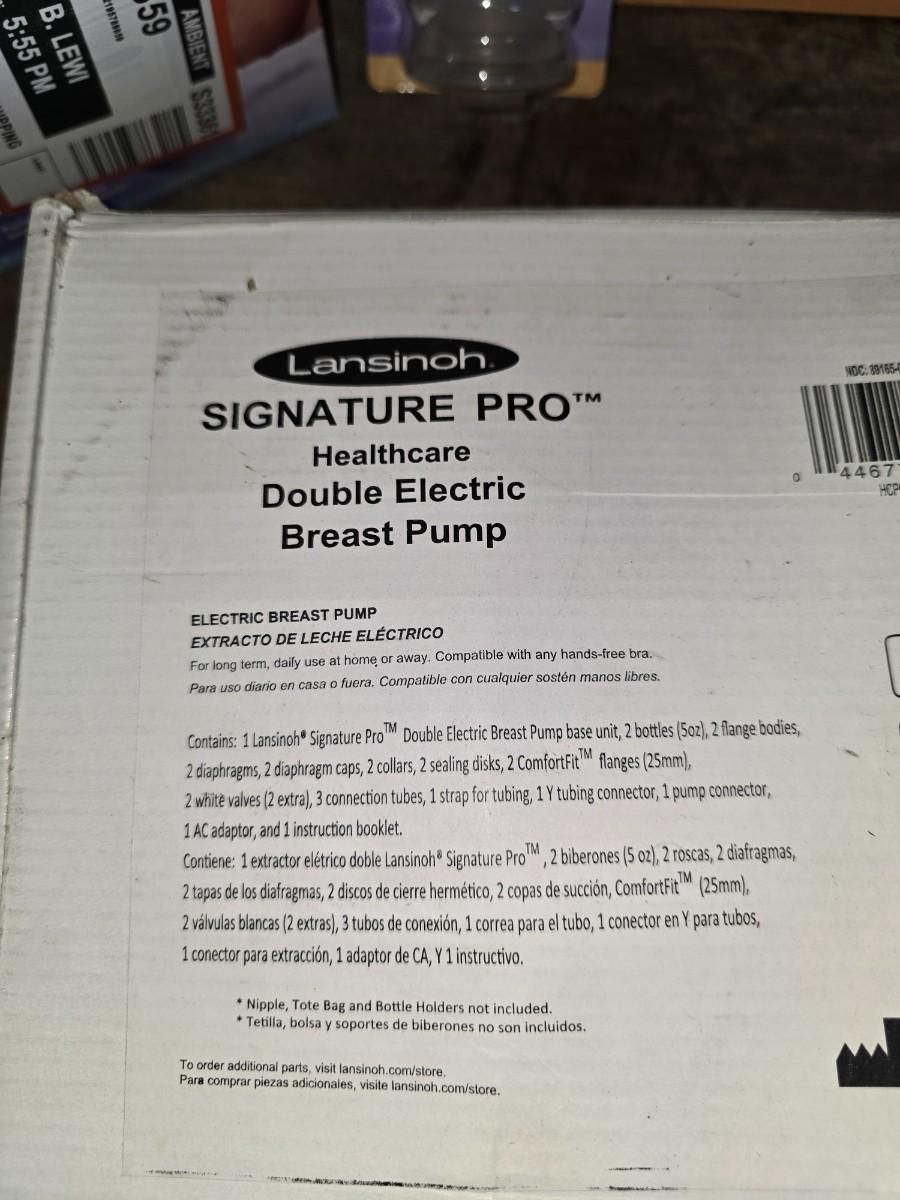 B. LEWI
5:55 PM
559
AMBIENT
Lansinoh®
SIGNATURE PRO™
Healthcare
Double Electric
Breast Pump
NDC: 89165-
0 4467
HCP
ELECTRIC BREAST PUMP
EXTRACTO DE LECHE ELÉCTRICO
For long term, daily use at home or away. Compatible with any hands-free bra.
Para uso diario en casa o fuera. Compatible con cualquier sostén manos libres.
Contains: 1 Lansinoh® Signature Pro™ Double Electric Breast Pump base unit, 2 bottles (5oz), 2 flange bodies,
2 diaphragms, 2 diaphragm caps, 2 collars, 2 sealing disks, 2 ComfortFit™ flanges (25mm),
2 white valves (2 extra), 3 connection tubes, 1 strap for tubing, 1 Y tubing connector, 1 pump connector,
1 AC adaptor, and 1 instruction booklet.
Contiene: 1 extractor elétrico doble Lansinoh® Signature Pro™, 2 biberones (5 oz), 2 roscas, 2 diafragmas,
2 tapas de los diafragmas, 2 discos de cierre hermético, 2 copas de succión, ComfortFit™ (25mm),
2 válvulas blancas (2 extras), 3 tubos de conexión, 1 correa para el tubo, 1 conector en Y para tubos,
1 conector para extracción, 1 adaptor de CA, Y 1 instructivo.
* Nipple, Tote Bag and Bottle Holders not included.
* Tetilla, bolsa y soportes de biberones no son incluidos.
To order additional parts, visit lansinoh.com/store.
Para comprar piezas adicionales, visite lansinoh.com/store.